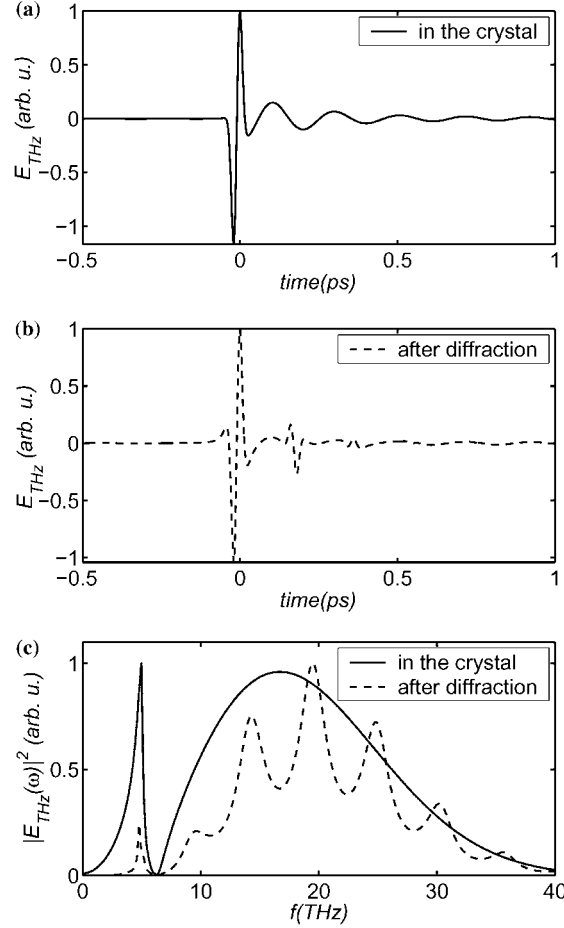 (a)
1
0.5
0
−0.5
−1
E_THz (arb. u.)
in the crystal
−0.5 0 0.5 1
time(ps)
(b)
1
0.5
0
−0.5
−1
E_THz (arb. u.)
after diffraction
−0.5 0 0.5 1
time(ps)
(c)
1
0.5
0
|E_THz(ω)|² (arb. u.)
in the crystal
after diffraction
0 10 20 30 40
f(THz)